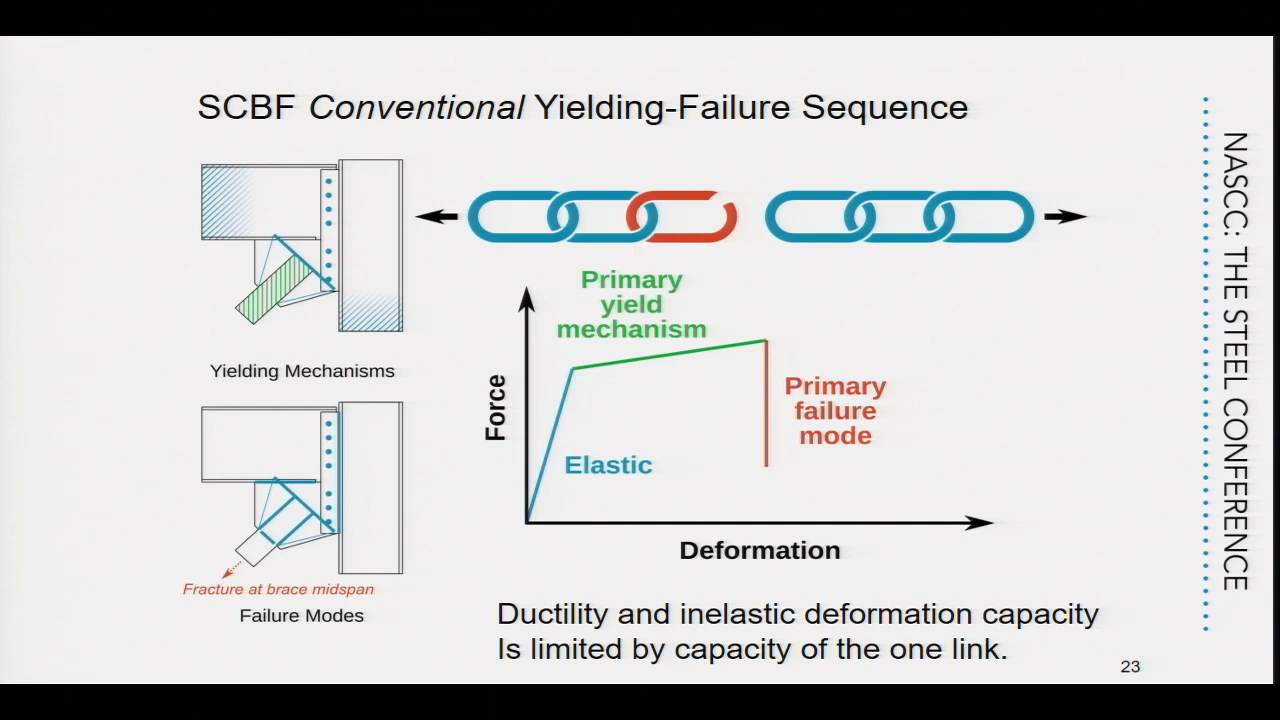 SCBF Conventional Yielding-Failure Sequence
Yielding Mechanisms
Fracture at brace midspan
Failure Modes
Primary
yield
mechanism
Primary
failure
mode
Elastic
Force
Deformation
Ductility and inelastic deformation capacity
Is limited by capacity of the one link.
23
NASCC: THE STEEL CONFERENCE